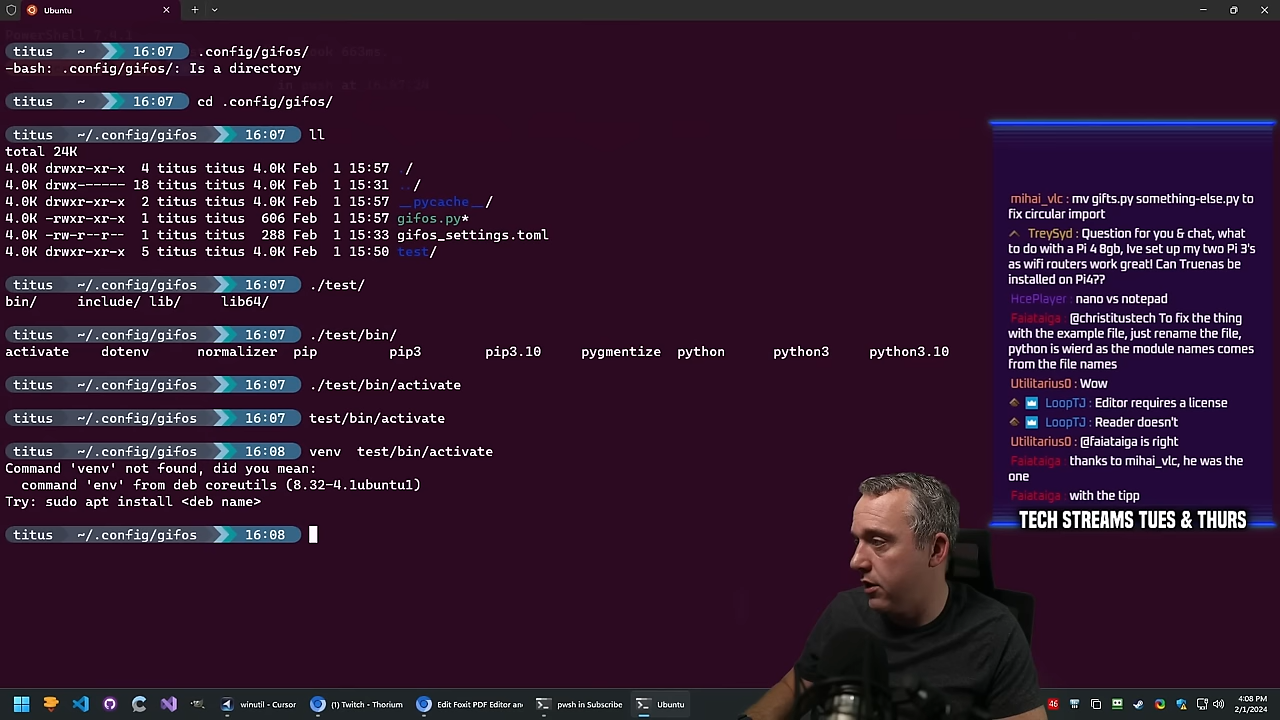 Ubuntu
titus ~ 16:07 .config/gifos/
-bash: .config/gifos/: Is a directory
titus ~ 16:07 cd .config/gifos/
titus ~/.config/gifos 16:07 ll
total 24K
4.0K drwxr-xr-x 4 titus titus 4.0K Feb 1 15:57 ./
4.0K drwx------ 18 titus titus 4.0K Feb 1 15:31 ../
4.0K drwxr-xr-x 2 titus titus 4.0K Feb 1 15:57 __pycache__/
4.0K -rwxr-xr-x 1 titus titus 606 Feb 1 15:57 gifos.py*
4.0K -rw-r--r-- 1 titus titus 288 Feb 1 15:33 gifos_settings.toml
4.0K drwxr-xr-x 5 titus titus 4.0K Feb 1 15:50 test/
titus ~/.config/gifos 16:07 ./test/
bin/ include/ lib/ lib64/
titus ~/.config/gifos 16:07 ./test/bin/
activate dotenv normalizer pip pip3 pip3.10 pygmentize python python3 python3.10
titus ~/.config/gifos 16:07 ./test/bin/activate
titus ~/.config/gifos 16:07 test/bin/activate
titus ~/.config/gifos 16:08 venv test/bin/activate
Command 'venv' not found, did you mean:
command 'env' from deb coreutils (8.32-4.1ubuntu1)
Try: sudo apt install <deb name>
titus ~/.config/gifos 16:08
mihai_vlc : mv gifts.py something-else.py to
fix circular import
TreySyd : Question for you & chat, what
to do with a Pi 4 8gb, Ive set up my two Pi 3's
as wifi routers work great! Can Truenas be
installed on Pi4??
HcePlayer : nano vs notepad
Faiataiga : @christitustech To fix the thing
with the example file, just rename the file,
python is wierd as the module names comes
from the file names
Utilitarius0 : Wow
LoopTJ : Editor requires a license
LoopTJ : Reader doesn't
Utilitarius0 : @faiataiga is right
Faiataiga : thanks to mihai_vlc, he was the
one
Faiataiga : with the tipp
TECH STREAMS TUES & THURS
winutil - Cursor
(1) Twitch - Thorium
Edit Foxit PDF Editor an
pwsh in Subscribe
Ubuntu
46
4:08 PM
2/1/2024